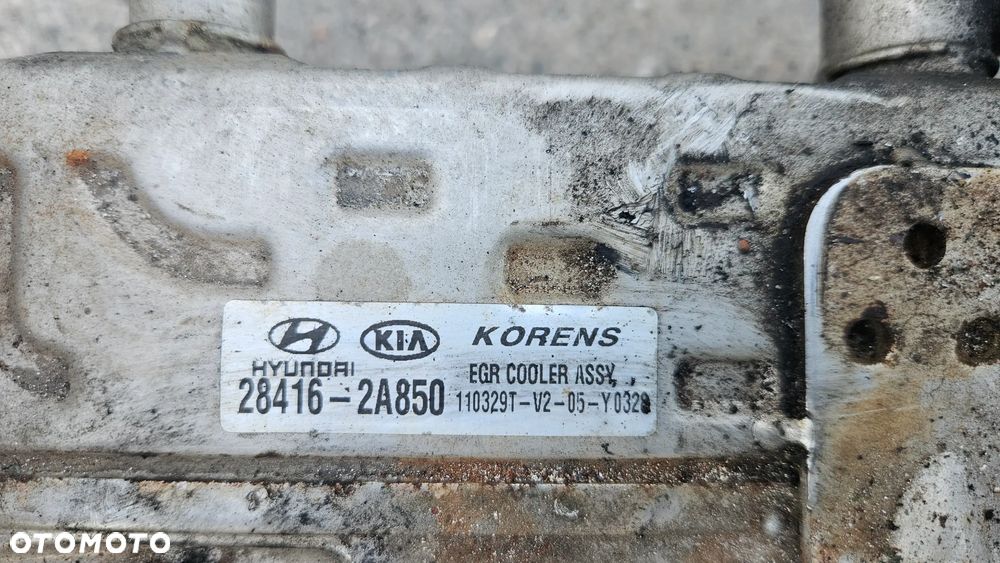 HYUNDAI
KIA
KORENS
EGR COOLER ASSY,
28416-2A850
110329T-V2-05-Y0328
OTOMOTO